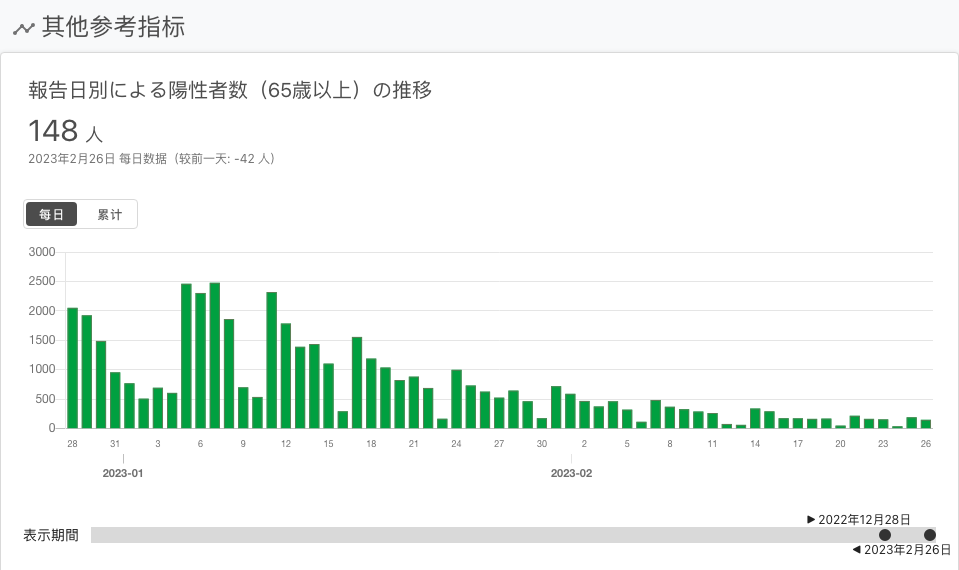 其他参考指标
報告日別による陽性者数（65歳以上）の推移
148 人
2023年2月26日 每日数据（较前一天: -42 人）
每日 累计
3000
2500
2000
1500
1000
500
0
28 31 3 6 9 12 15 18 21 24 27 30 2 5 8 11 14 17 20 23 26
2023-01 2023-02
▶ 2022年12月28日
表示期間
◀ 2023年2月26日